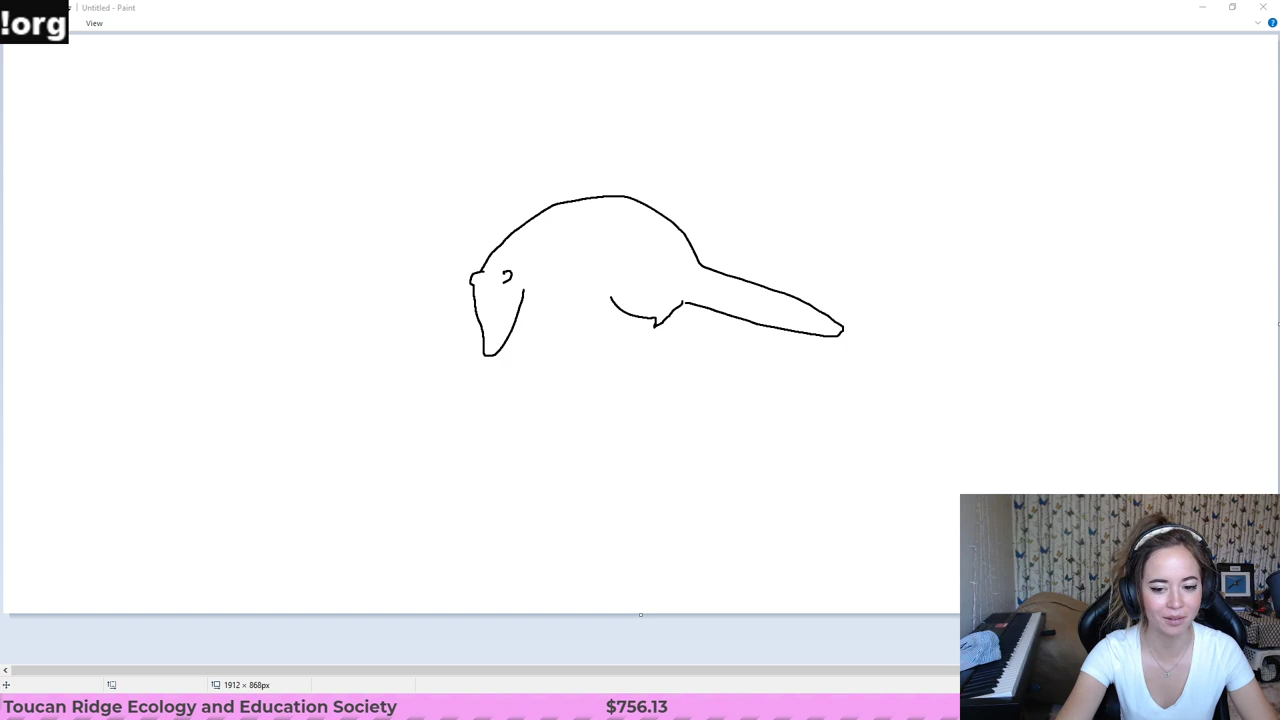 Untitled - Paint
!org
View
1912 × 868px
Toucan Ridge Ecology and Education Society $756.13